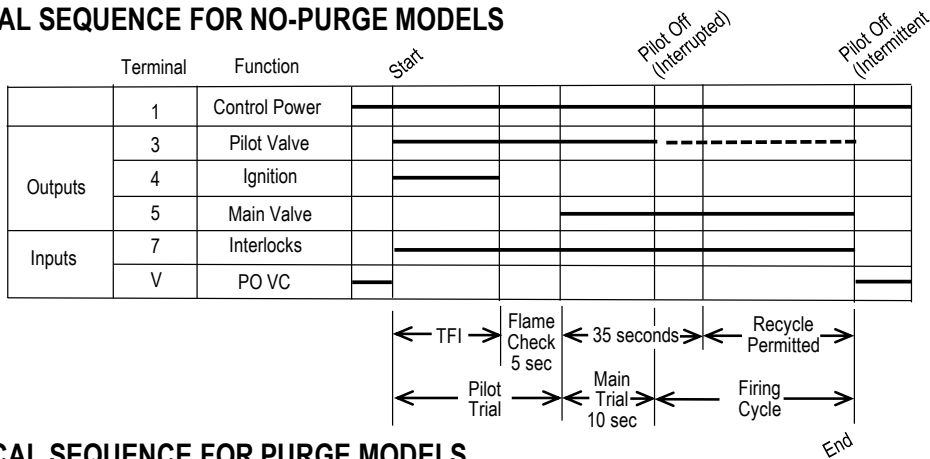 AL SEQUENCE FOR NO-PURGE MODELS
Start
Pilot Off
(Interrupted)
Pilot Off
(Intermittent
Terminal Function
1 Control Power
Outputs
3 Pilot Valve
4 Ignition
5 Main Valve
Inputs
7 Interlocks
V PO VC
TFI
Flame
Check
5 sec
35 seconds
Recycle
Permitted
Pilot
Trial
Main
Trial
10 sec
Firing
Cycle
End
CAL SEQUENCE FOR PURGE MODELS